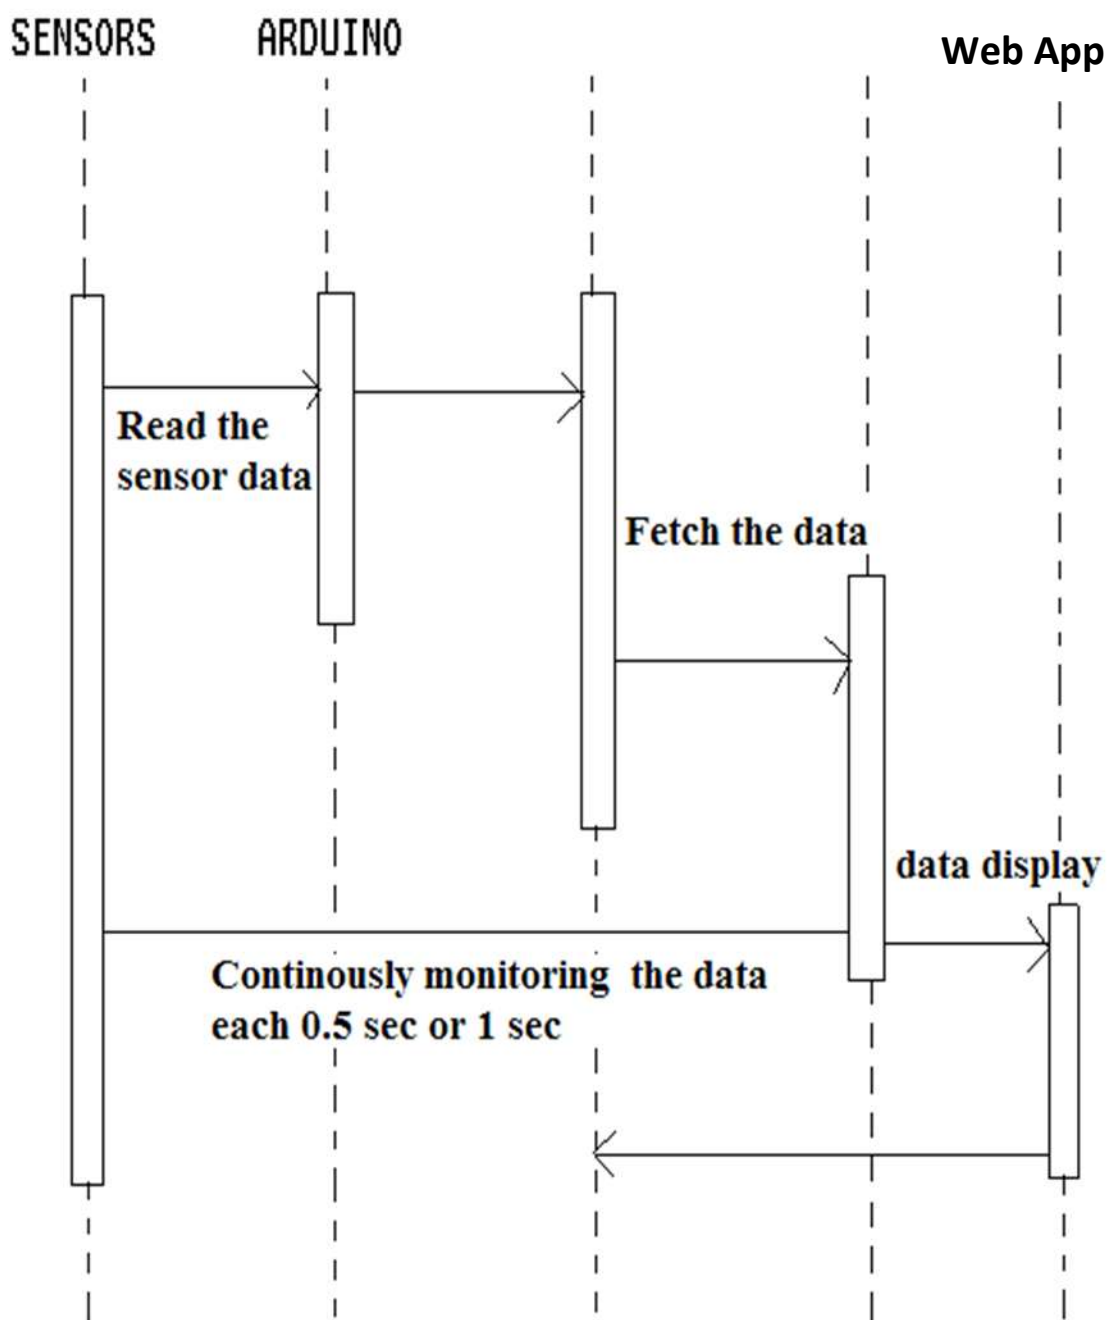 SENSORS
ARDUINO
Web App
Read the
sensor data
Fetch the data
data display
Continously monitoring the data
each 0.5 sec or 1 sec